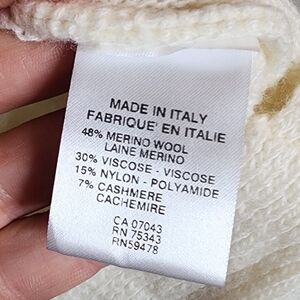 MADE IN ITALY
FABRIQUE' EN ITALIE
48% MERINO WOOL
LAINE MERINO
30% VISCOSE - VISCOSE
15% NYLON - POLYAMIDE
7% CASHMERE
CACHEMIRE
CA 07043
RN 75343
RN59478